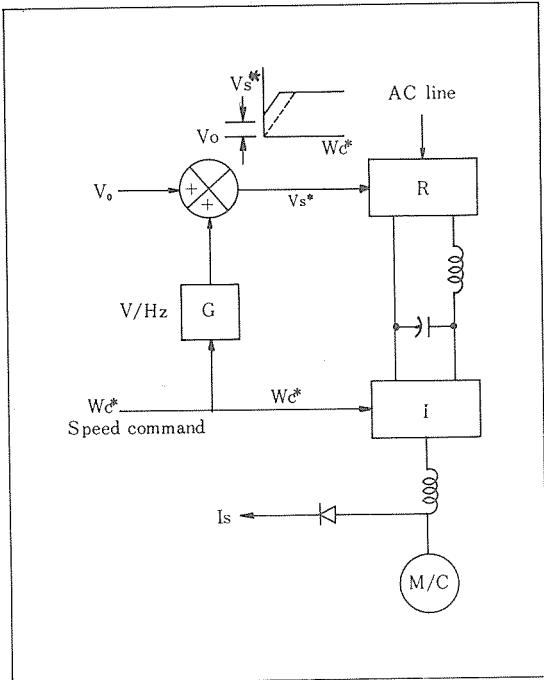 Vs*
AC line
Vo
Wc*
R
V₀
+
+
Vs*
V/Hz
G
Wc*
Wc*
Speed command
I
Is
M/C